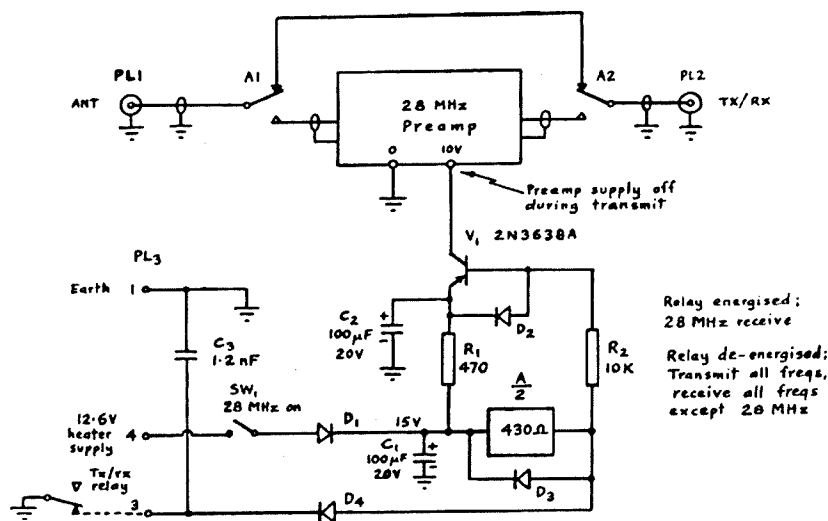 PL1
A1
A2
PL2
ANT
TX/RX
28 MHz
Preamp
0
10V
Preamp supply off
during transmit
V1 2N3638A
PL3
Earth
1
C3
1.2 nF
C2
100µF
20V
+
-
D2
R1
470
R2
10K
Relay energised;
28 MHz receive
Relay de-energised;
Transmit all freqs,
receive all freqs
except 28 MHz
SW1
28 MHz on
12.6V
heater
supply
4
D1
15V
A
2
430Ω
C1
100µF
20V
+
-
D3
Tx/rx
relay
3
D4